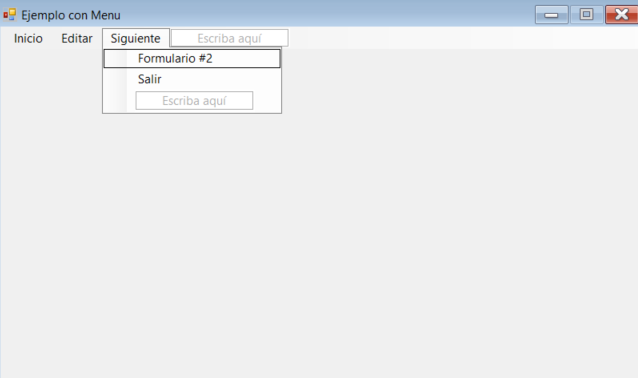 Ejemplo con Menu
Inicio Editar Siguiente Escriba aquí
Formulario #2
Salir
Escriba aquí